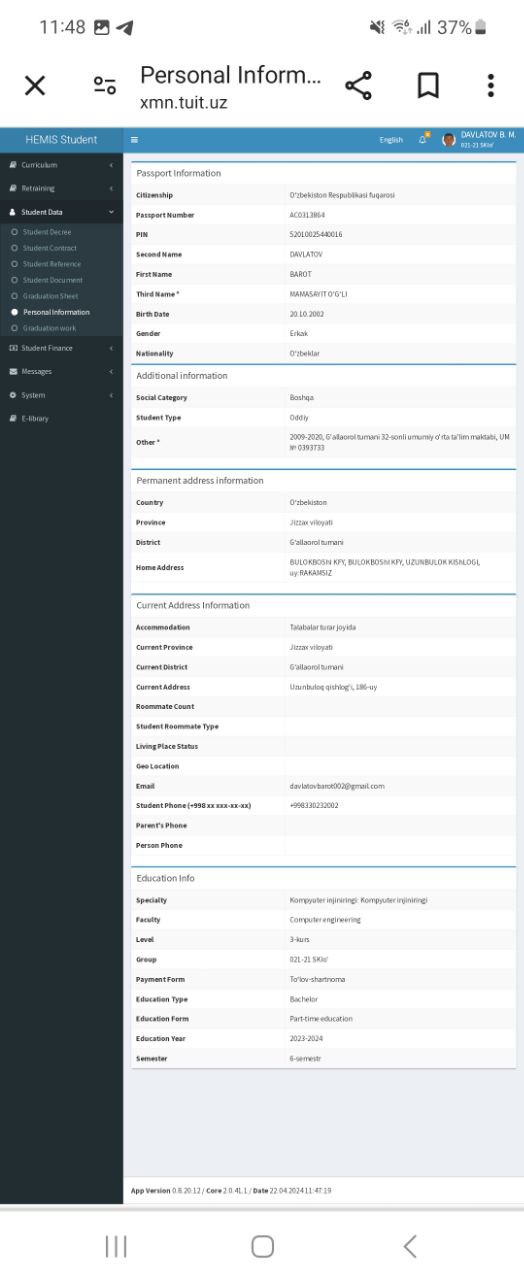 11:48 37%
Personal Inform...
xmn.tuit.uz
HEMIS Student
English
DAVLATOV B. M.
021-21 SKIo'
Curriculum
Retraining
Student Data
Student Decree
Student Contract
Student Reference
Student Document
Graduation Sheet
Personal Information
Graduation work
Student Finance
Messages
System
E-library
Passport Information
Citizenship O'zbekiston Respublikasi fuqarosi
Passport Number AC0313864
PIN 52010025440016
Second Name DAVLATOV
First Name BAROT
Third Name * MAMASAYIT O'G'LI
Birth Date 20.10.2002
Gender Erkak
Nationality O'zbeklar
Additional information
Social Category Boshqa
Student Type Oddiy
Other * 2009-2020, G'allaorol tumani 32-sonli umumiy o'rta ta'lim maktabi, UM
№ 0393733
Permanent address information
Country O'zbekiston
Province Jizzax viloyati
District G'allaorol tumani
Home Address BULOKBOShI KFY, BULOKBOShI KFY, UZUNBULOK KIShLOGI,
uy:RAKAMSIZ
Current Address Information
Accommodation Talabalar turar joyida
Current Province Jizzax viloyati
Current District G'allaorol tumani
Current Address Uzunbuloq qishlog'i, 186-uy
Roommate Count
Student Roommate Type
Living Place Status
Geo Location
Email davlatovbarot002@gmail.com
Student Phone (+998 xx xxx-xx-xx) +998330232002
Parent's Phone
Person Phone
Education Info
Specialty Kompyuter injiniringi: Kompyuter injiniringi
Faculty Computer engineering
Level 3-kurs
Group 021-21 SKIo'
Payment Form To'lov-shartnoma
Education Type Bachelor
Education Form Part-time education
Education Year 2023-2024
Semester 6-semestr
App Version 0.8.20.12 / Core 2.0.41.1 / Date 22.04.2024 11:47:19